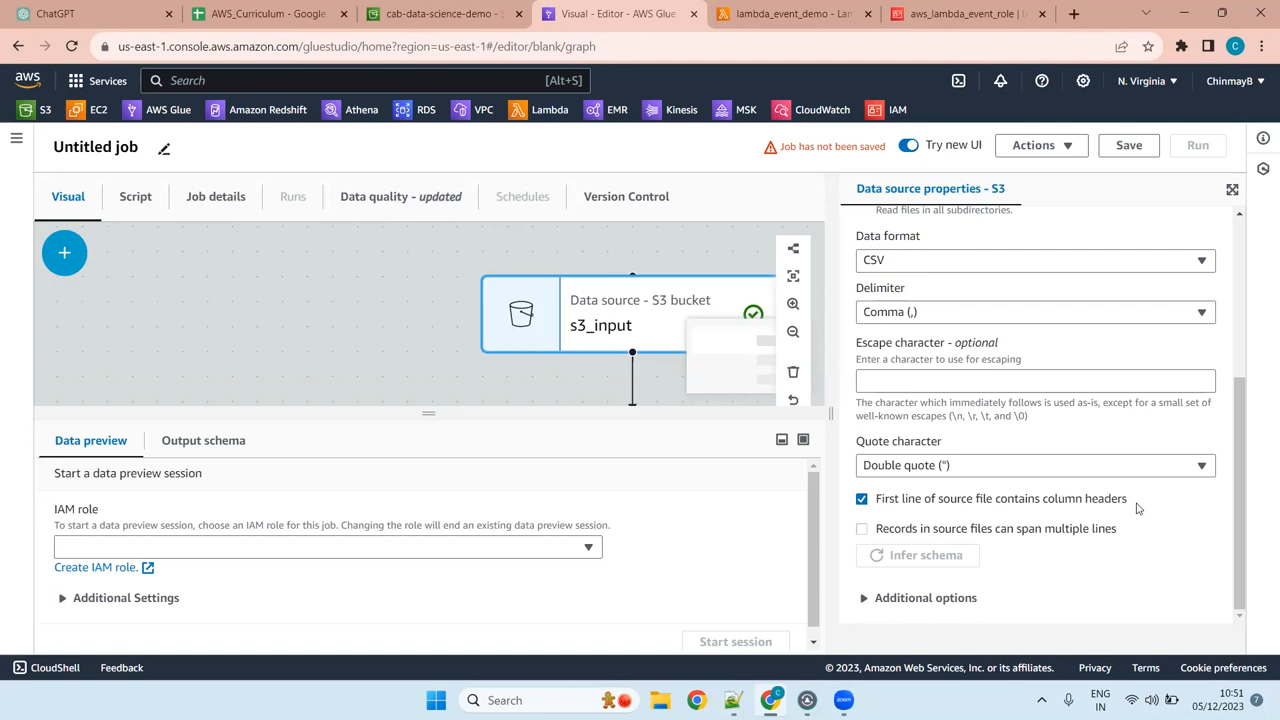 ChatGPT
AWS_Curriculum - Google
cab-data-science-demo - S
Visual - Editor - AWS Glue
lambda_event_demo - Lan
aws_lambda_event_role | I
us-east-1.console.aws.amazon.com/gluestudio/home?region=us-east-1#/editor/blank/graph
aws
Services
Search
[Alt+S]
N. Virginia
ChinmayB
S3
EC2
AWS Glue
Amazon Redshift
Athena
RDS
VPC
Lambda
EMR
Kinesis
MSK
CloudWatch
IAM
Untitled job
Job has not been saved
Try new UI
Actions
Save
Run
Visual
Script
Job details
Runs
Data quality - updated
Schedules
Version Control
Data source - S3 bucket
s3_input
Data preview
Output schema
Start a data preview session
IAM role
To start a data preview session, choose an IAM role for this job. Changing the role will end an existing data preview session.
Create IAM role.
Additional Settings
Start session
Data source properties - S3
Read files in all subdirectories.
Data format
CSV
Delimiter
Comma (,)
Escape character - optional
Enter a character to use for escaping
The character which immediately follows is used as-is, except for a small set of
well-known escapes (\n, \r, \t, and \0)
Quote character
Double quote (")
First line of source file contains column headers
Records in source files can span multiple lines
Infer schema
Additional options
CloudShell
Feedback
© 2023, Amazon Web Services, Inc. or its affiliates.
Privacy
Terms
Cookie preferences
Search
zoom
ENG
IN
10:51
05/12/2023
7